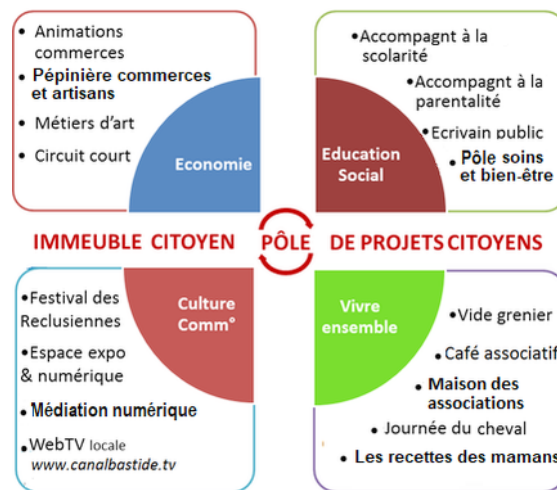 • Animations
commerces
• Pépinière commerces
et artisans
• Métiers d'art
• Circuit court
Economie
• Accompagnt à la
scolarité
• Accompagnt à la
parentalité
• Ecrivain public
• Pôle soins
et bien-être
Education
Social
IMMEUBLE CITOYEN PÔLE DE PROJETS CITOYENS
•Festival des
Reclusiennes
•Espace expo
& numérique
• Médiation numérique
• WebTV locale
www.canalbastide.tv
Culture
Comm°
Vivre
ensemble
•Vide grenier
• Café associatif
• Maison des
associations
• Journée du cheval
• Les recettes des mamans